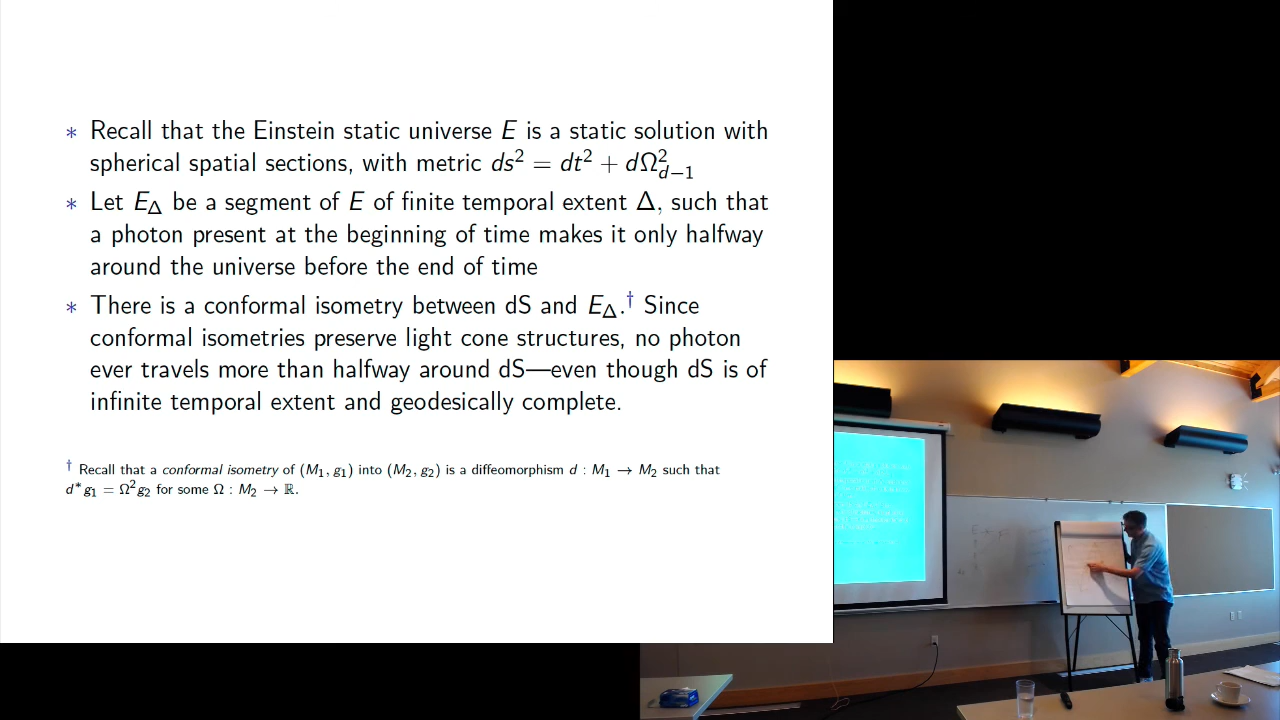 * Recall that the Einstein static universe E is a static solution with
spherical spatial sections, with metric ds² = dt² + dΩ²_{d−1}
* Let E_Δ be a segment of E of finite temporal extent Δ, such that
a photon present at the beginning of time makes it only halfway
around the universe before the end of time
* There is a conformal isometry between dS and E_Δ.† Since
conformal isometries preserve light cone structures, no photon
ever travels more than halfway around dS—even though dS is of
infinite temporal extent and geodesically complete.
† Recall that a conformal isometry of (M₁, g₁) into (M₂, g₂) is a diffeomorphism d : M₁ → M₂ such that
d*g₁ = Ω²g₂ for some Ω : M₂ → ℝ.